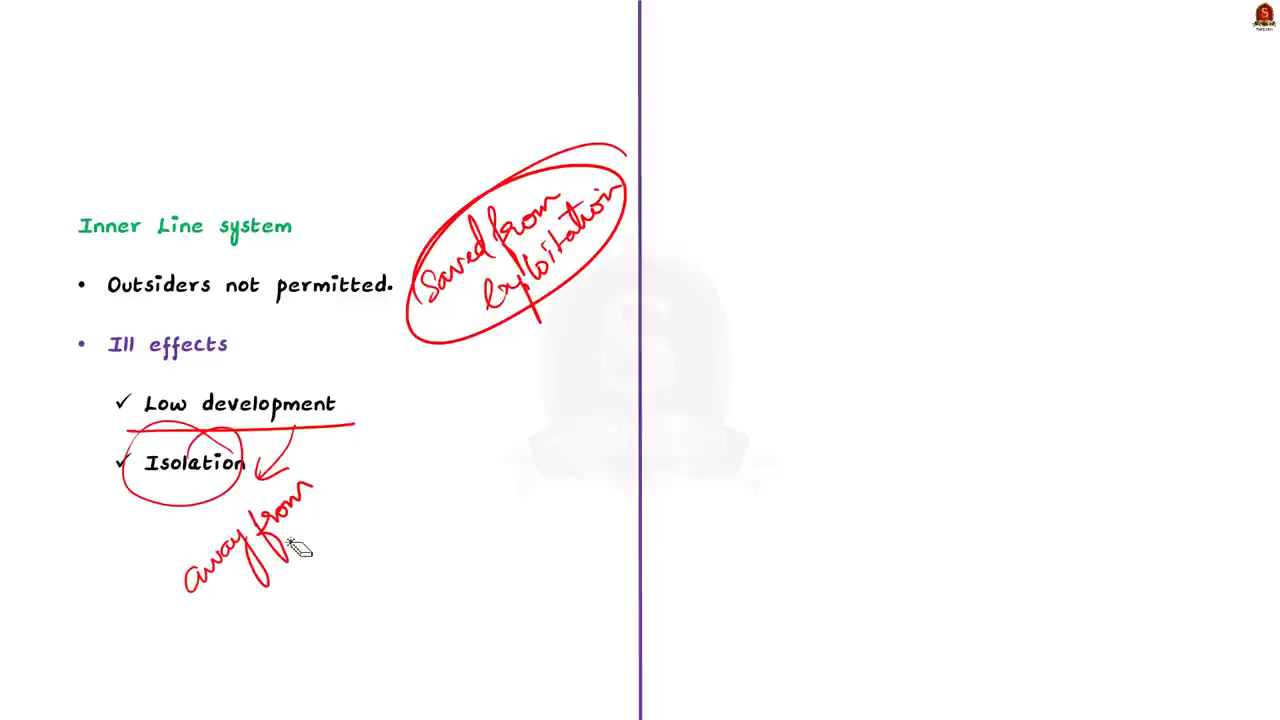 Inner Line system
• Outsiders not permitted.
Saved from
exploitation
• Ill effects
✓ Low development
✓ Isolation
away from